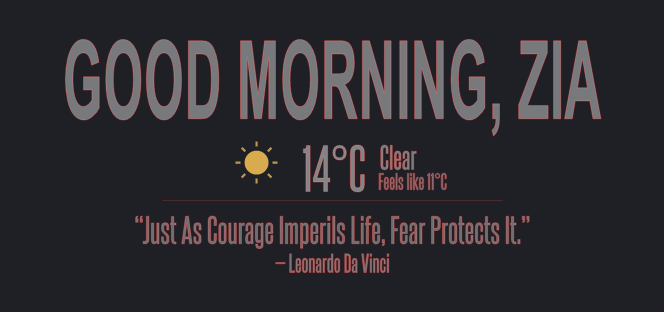 GOOD MORNING, ZIA
14°C Clear
Feels like 11°C
“Just As Courage Imperils Life, Fear Protects It.”
– Leonardo Da Vinci